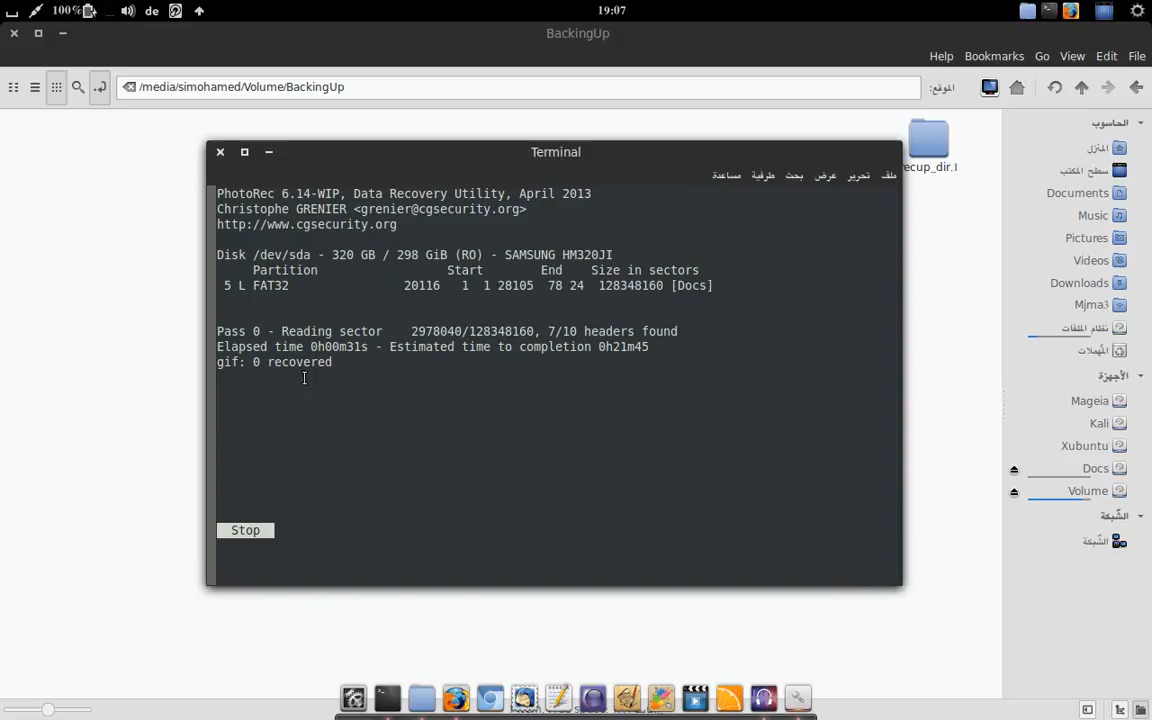 100%
de
19:07
BackingUp
Help Bookmarks Go View Edit File
/media/simohamed/Volume/BackingUp
الموقع:
الحاسوب
المنزل
سطح المكتب
Documents
Music
Pictures
Videos
Downloads
Mjma3
نظام الملفات
المهملات
الأجهزة
Mageia
Kali
Xubuntu
Docs
Volume
الشبكة
الشبكة
ecup_dir.1
Terminal
ملف تحرير عرض بحث طرفية مساعدة
PhotoRec 6.14-WIP, Data Recovery Utility, April 2013
Christophe GRENIER <grenier@cgsecurity.org>
http://www.cgsecurity.org
Disk /dev/sda - 320 GB / 298 GiB (RO) - SAMSUNG HM320JI
Partition Start End Size in sectors
5 L FAT32 20116 1 1 28105 78 24 128348160 [Docs]
Pass 0 - Reading sector 2978040/128348160, 7/10 headers found
Elapsed time 0h00m31s - Estimated time to completion 0h21m45
gif: 0 recovered
Stop